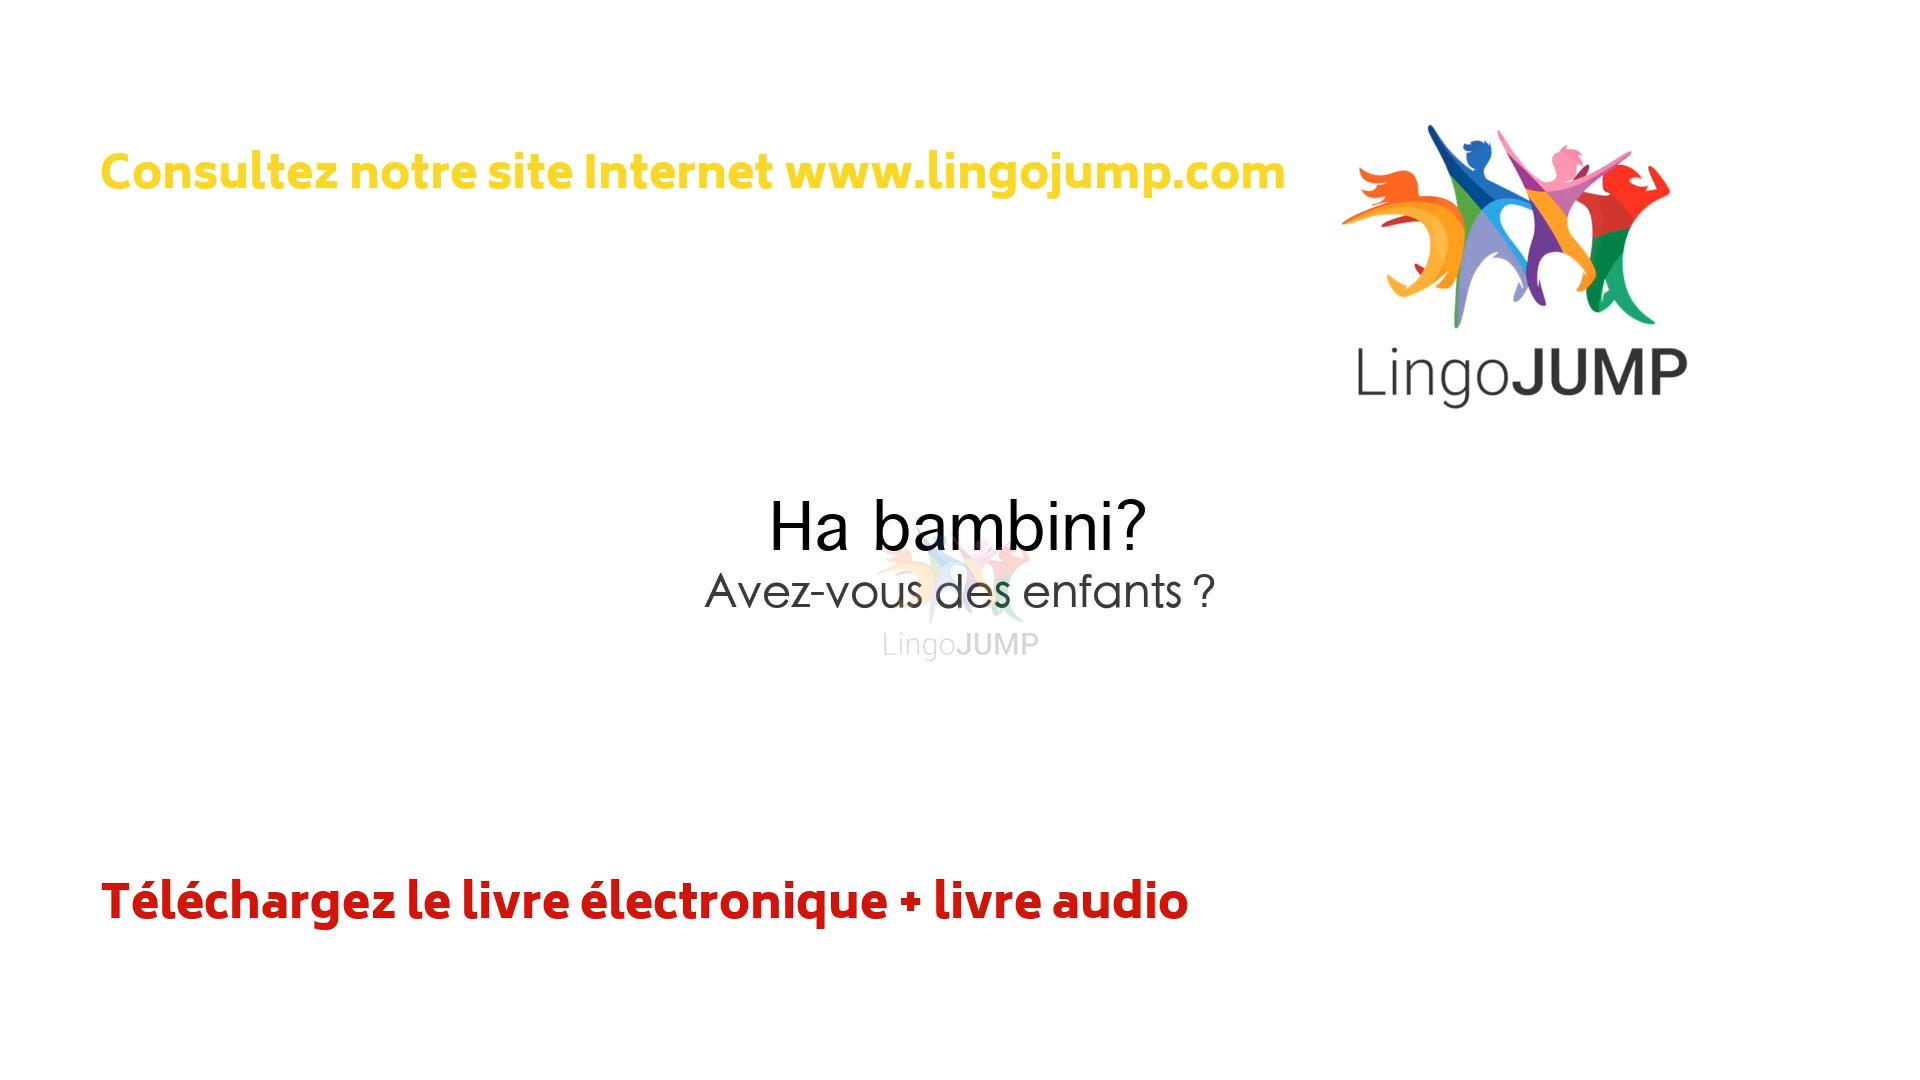 Consultez notre site Internet www.lingojump.com
LingoJUMP
Ha bambini?
Avez-vous des enfants ?
LingoJUMP
Téléchargez le livre électronique + livre audio